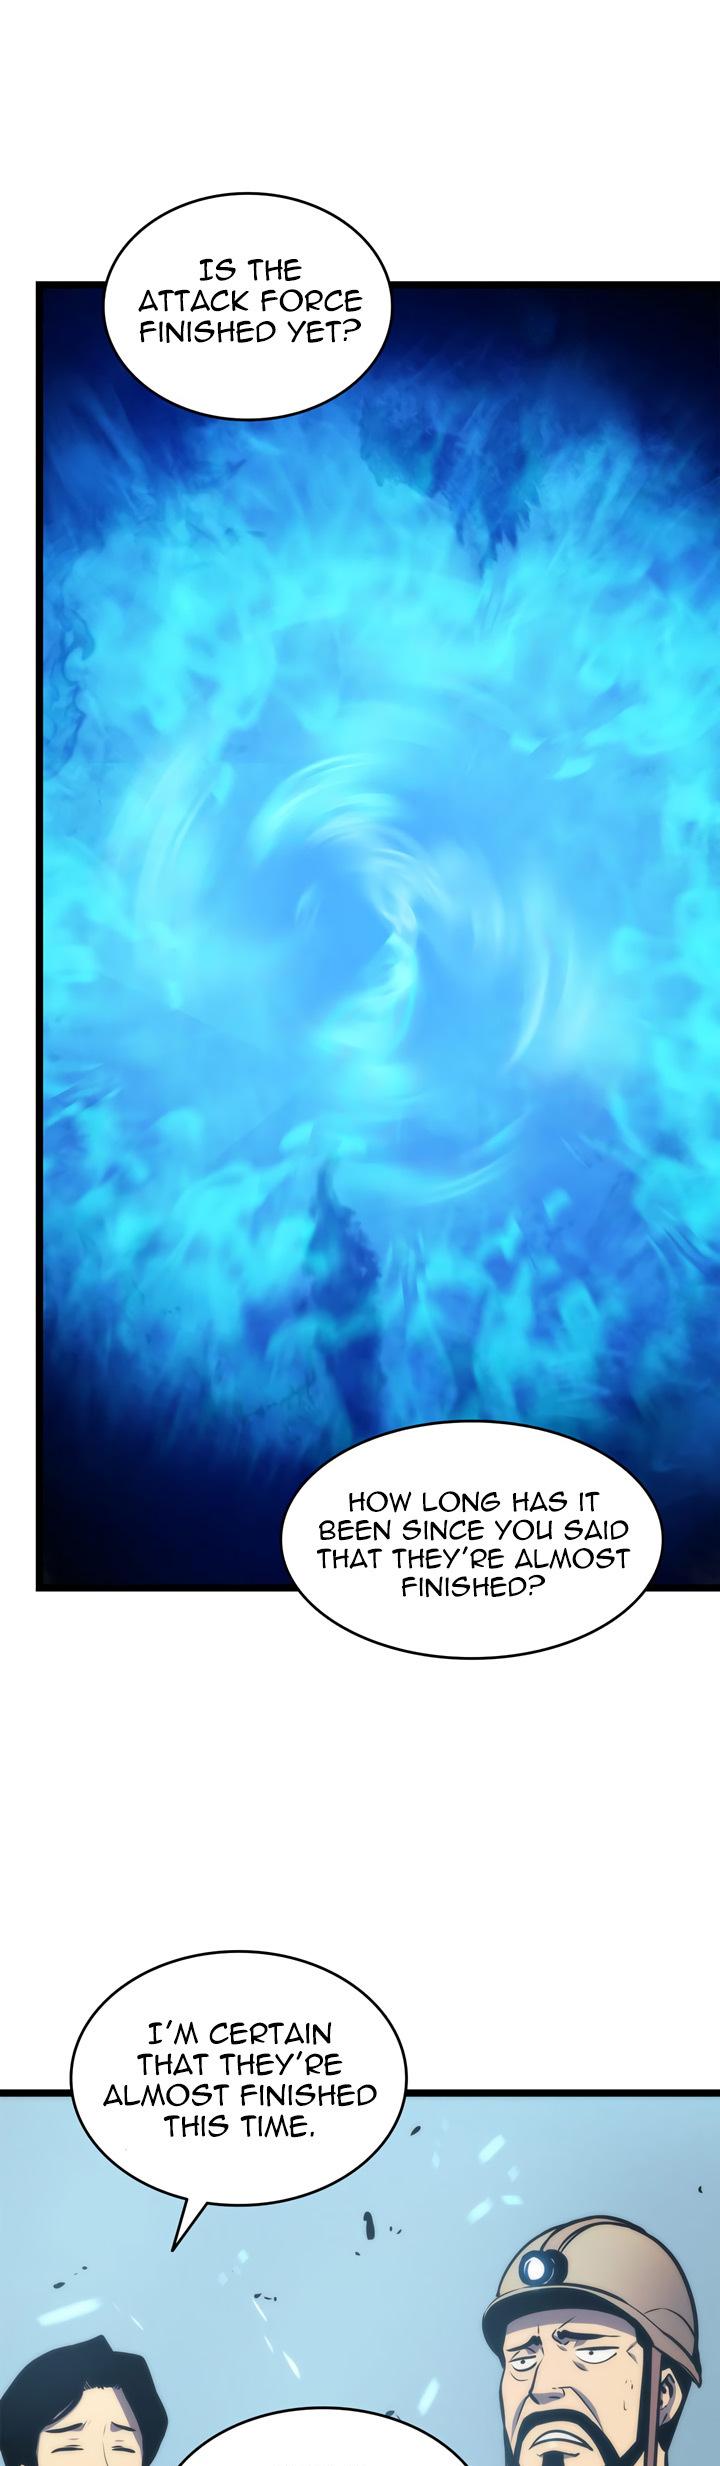 IS THE
ATTACK FORCE
FINISHED YET?
HOW LONG HAS IT
BEEN SINCE YOU SAID
THAT THEY'RE ALMOST
FINISHED?
I'M CERTAIN
THAT THEY'RE
ALMOST FINISHED
THIS TIME.